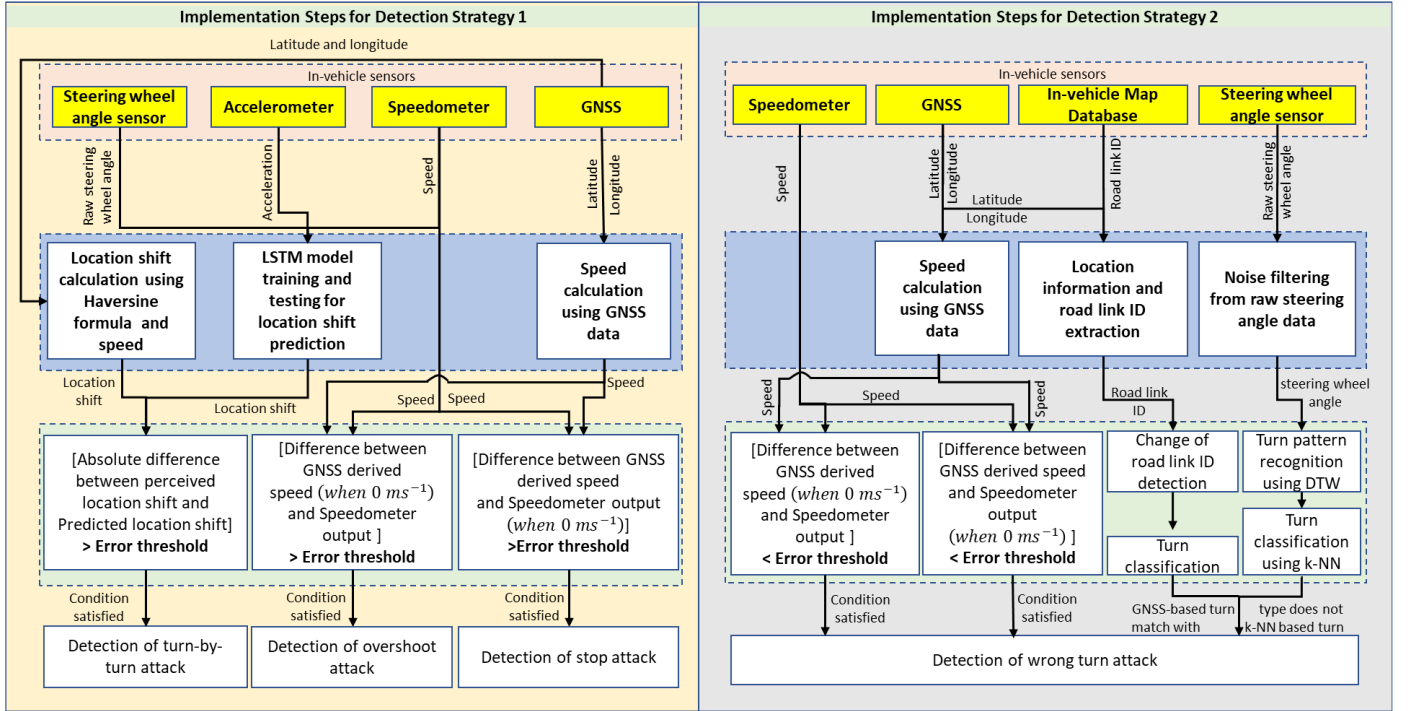 Implementation Steps for Detection Strategy 1
Latitude and longitude
In-vehicle sensors
Steering wheel
angle sensor
Accelerometer
Speedometer
GNSS
Raw steering
wheel angle
Acceleration
Speed
Latitude
Longitude
Location shift
calculation using
Haversine
formula and
speed
LSTM model
training and
testing for
location shift
prediction
Speed
calculation
using GNSS
data
Location
shift
Location shift
Speed
Speed
Speed
[Absolute difference
between perceived
location shift and
Predicted location shift]
> Error threshold
[Difference between
GNSS derived
speed (when 0 ms⁻¹)
and Speedometer
output ]
> Error threshold
[Difference between GNSS
derived speed
and Speedometer output
(when 0 ms⁻¹)]
>Error threshold
Condition
satisfied
Condition
satisfied
Condition
satisfied
Detection of turn-by-
turn attack
Detection of overshoot
attack
Detection of stop attack
Implementation Steps for Detection Strategy 2
In-vehicle sensors
Speedometer
GNSS
In-vehicle Map
Database
Steering wheel
angle sensor
Speed
Latitude
Longitude
Latitude
Longitude
Road link ID
Raw steering
wheel angle
Speed
calculation
using GNSS
data
Location
information and
road link ID
extraction
Noise filtering
from raw steering
angle data
Speed
Speed
Speed
Road link
ID
steering wheel
angle
[Difference between
GNSS derived
speed (when 0 ms⁻¹)
and Speedometer
output ]
< Error threshold
[Difference between
GNSS derived speed
and Speedometer
output
(when 0 ms⁻¹) ]
< Error threshold
Change of
road link ID
detection
Turn pattern
recognition
using DTW
Turn
classification
Turn
classification
using k-NN
Condition
satisfied
Condition
satisfied
GNSS-based turn
match with
type does not
k-NN based turn
Detection of wrong turn attack